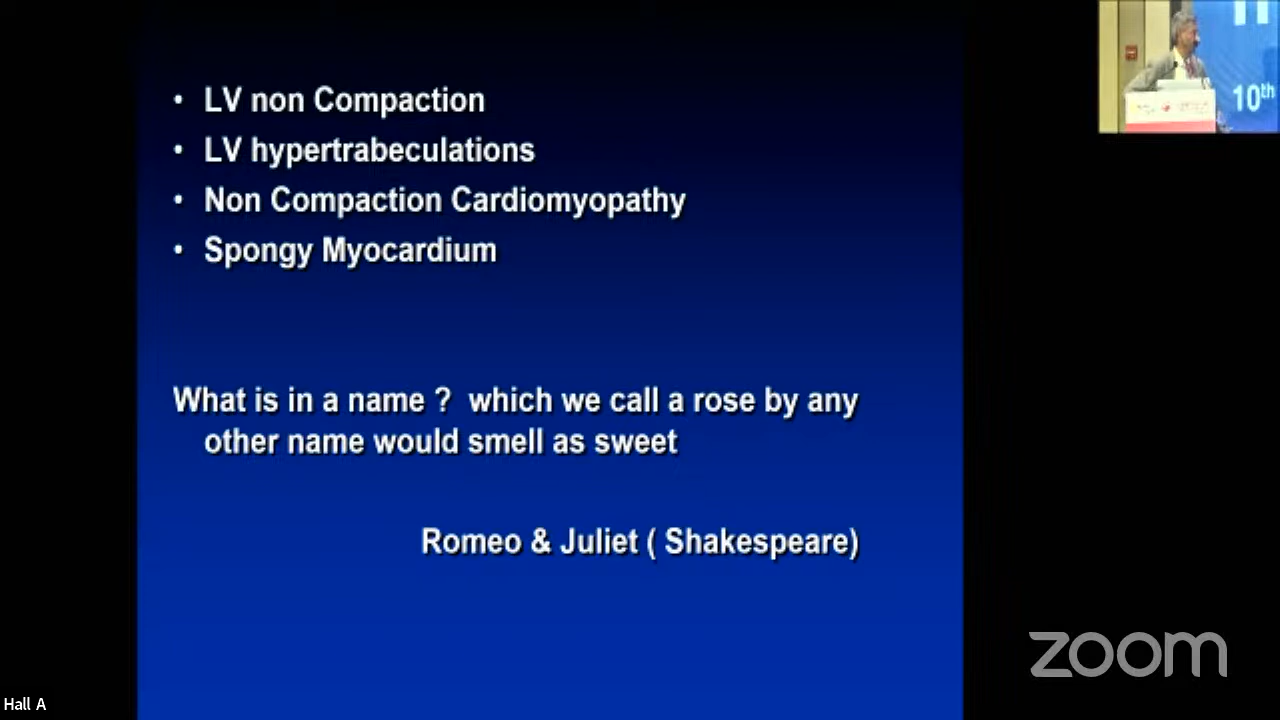 • LV non Compaction
• LV hypertrabeculations
• Non Compaction Cardiomyopathy
• Spongy Myocardium
What is in a name ? which we call a rose by any
other name would smell as sweet
Romeo & Juliet ( Shakespeare)
10th
zoom
Hall A